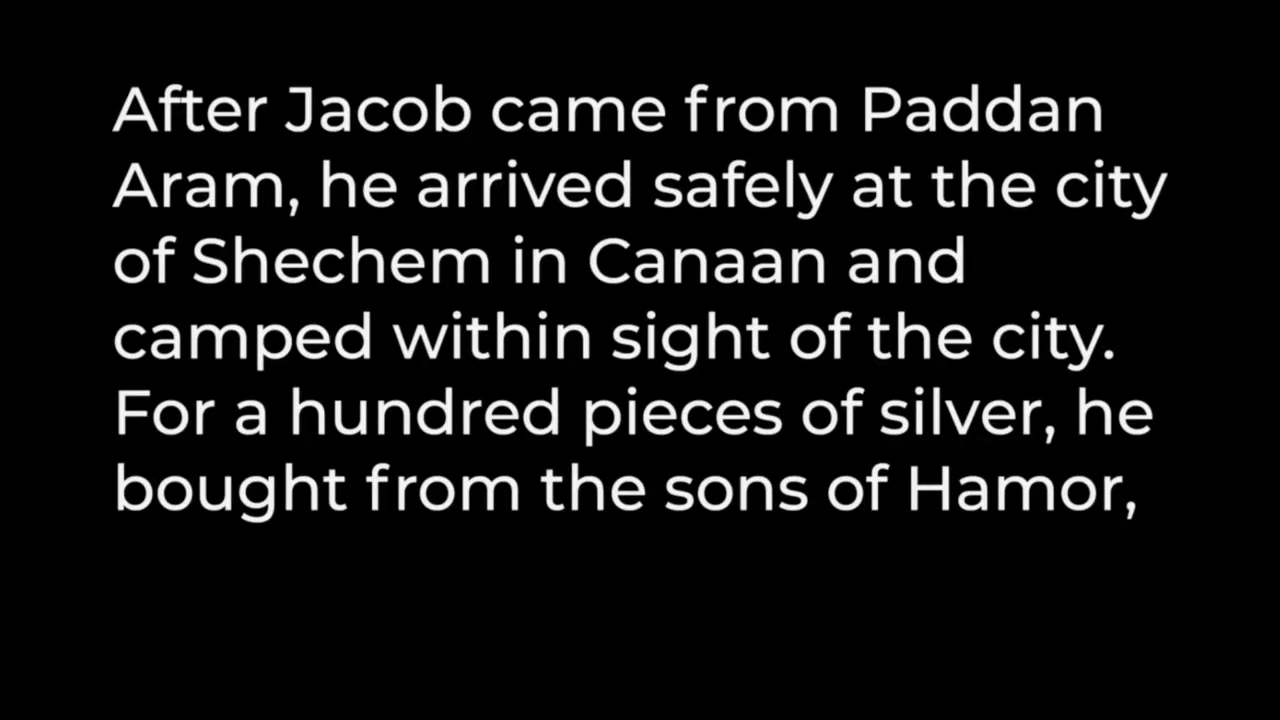 After Jacob came from Paddan
Aram, he arrived safely at the city
of Shechem in Canaan and
camped within sight of the city.
For a hundred pieces of silver, he
bought from the sons of Hamor,